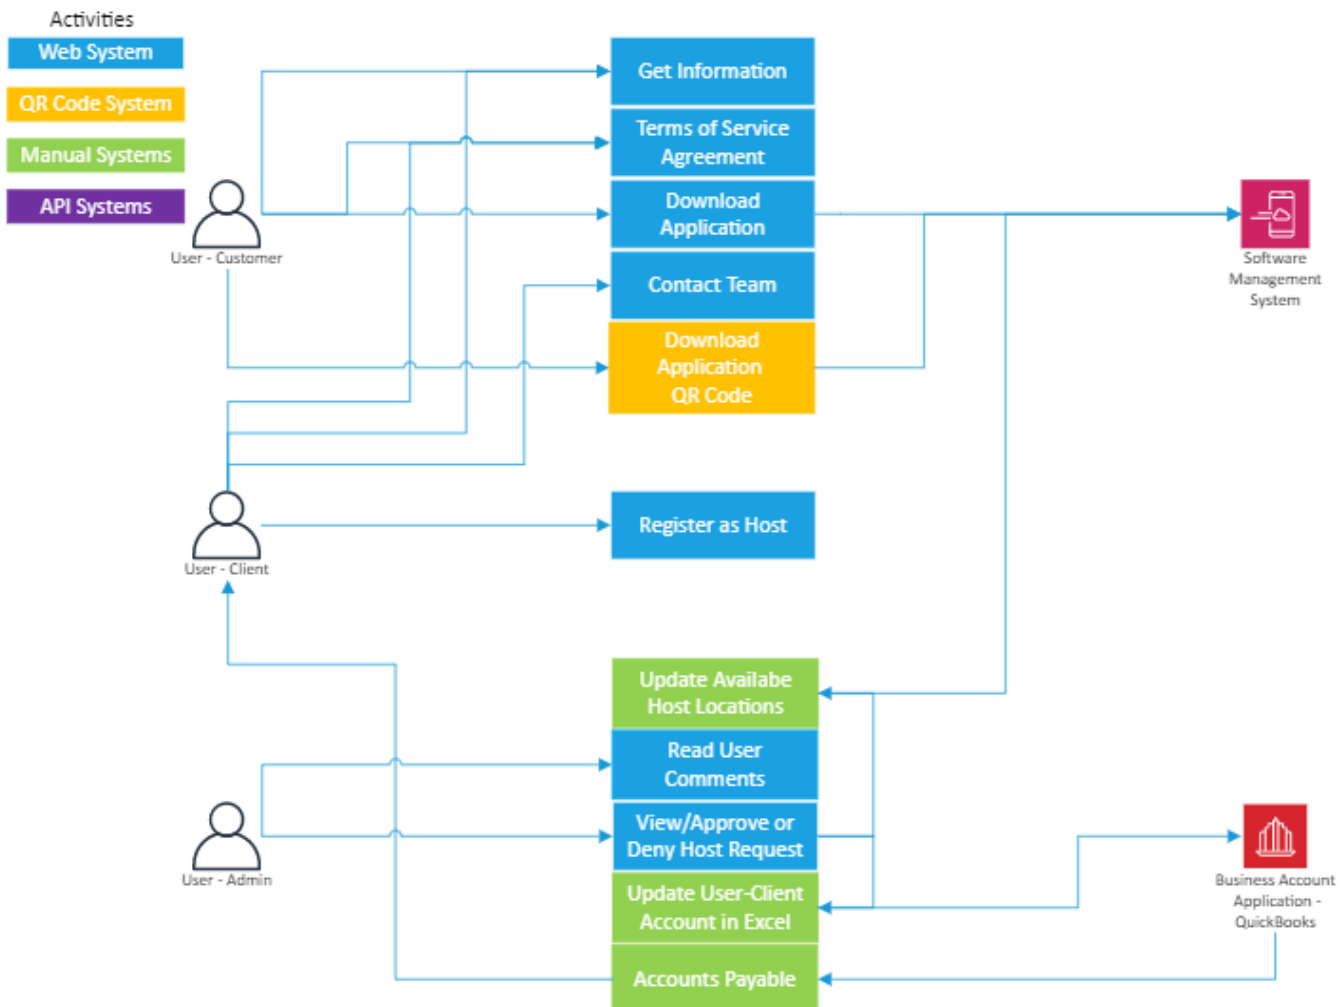 Activities
Web System
QR Code System
Manual Systems
API Systems
User - Customer
Get Information
Terms of Service
Agreement
Download
Application
Contact Team
Download
Application
QR Code
Software
Management
System
User - Client
Register as Host
Update Availabe
Host Locations
Read User
Comments
View/Approve or
Deny Host Request
Update User-Client
Account in Excel
Accounts Payable
User - Admin
Business Account
Application -
QuickBooks